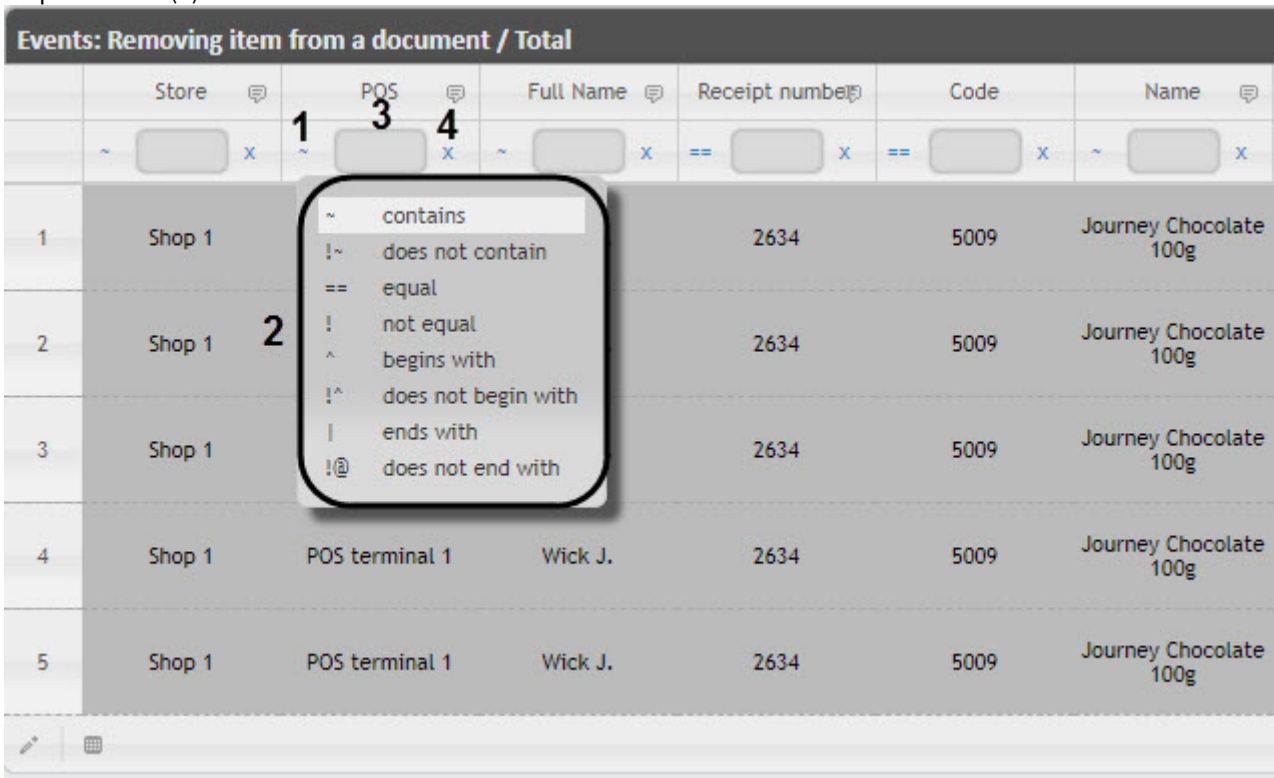 Events: Removing item from a document / Total
Store POS Full Name Receipt number Code Name
1 3 4
~ x ~ x ~ x == x == x ~ x
~ contains
!~ does not contain
== equal
! not equal
^ begins with
!^ does not begin with
| ends with
!@ does not end with
2
1 Shop 1 2634 5009 Journey Chocolate
100g
2 Shop 1 2634 5009 Journey Chocolate
100g
3 Shop 1 2634 5009 Journey Chocolate
100g
4 Shop 1 POS terminal 1 Wick J. 2634 5009 Journey Chocolate
100g
5 Shop 1 POS terminal 1 Wick J. 2634 5009 Journey Chocolate
100g